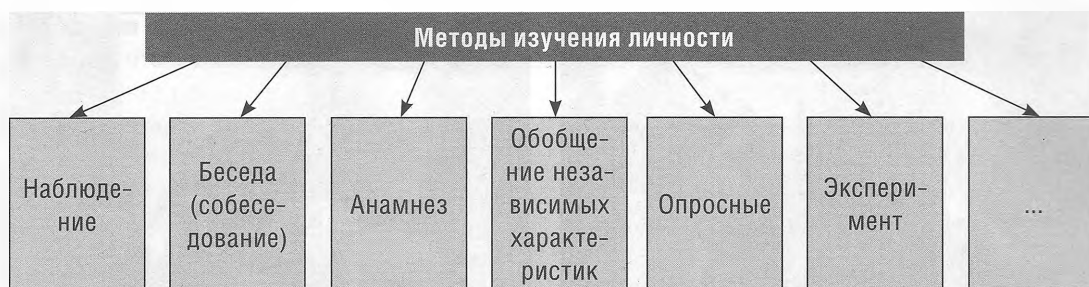 Методы изучения личности
Наблюде-
ние
Беседа
(собесе-
дование)
Анамнез
Обобще-
ние неза-
висимых
характе-
ристик
Опросные
Экспери-
мент
...